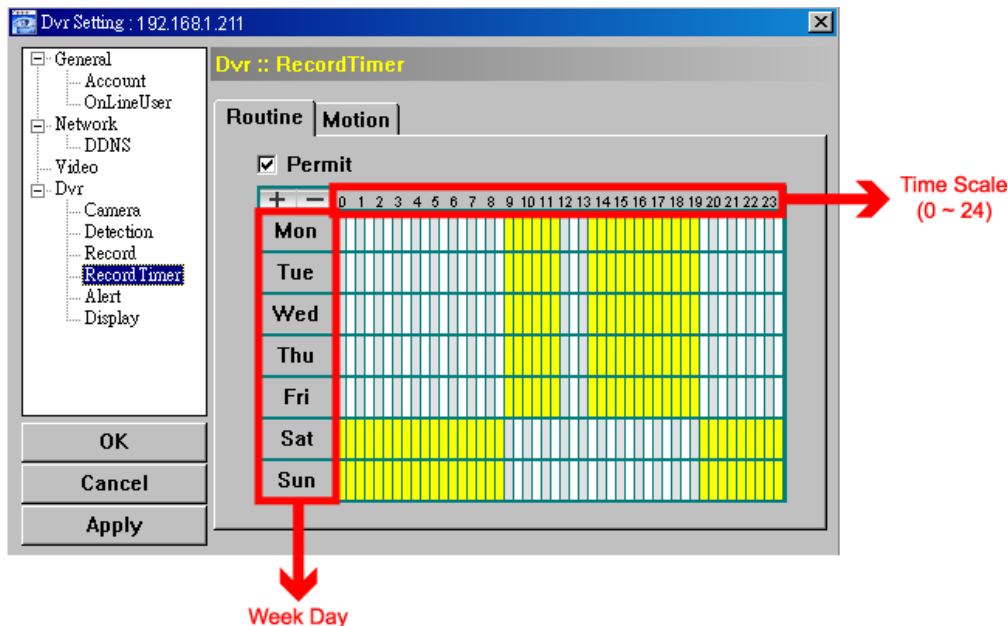 Dvr Setting : 192.168.1.211
General
Account
OnLineUser
Network
DDNS
Video
Dvr
Camera
Detection
Record
Record Timer
Alert
Display
OK
Cancel
Apply
Dvr :: RecordTimer
Routine Motion
Permit
+ − 0 1 2 3 4 5 6 7 8 9 10 11 12 13 14 15 16 17 18 19 20 21 22 23
Mon
Tue
Wed
Thu
Fri
Sat
Sun
Time Scale
(0 ~ 24)
Week Day